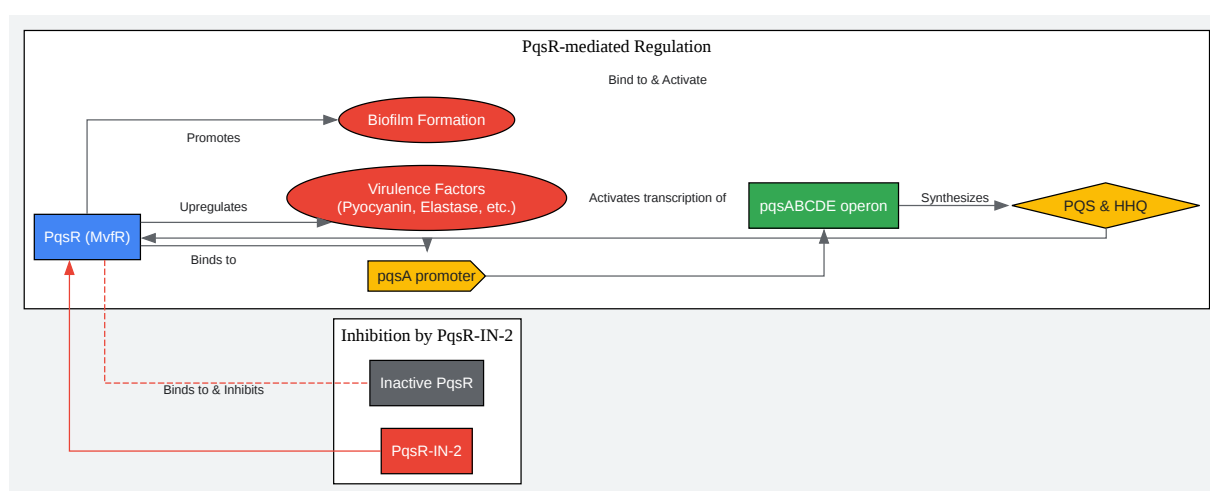 PqsR-mediated Regulation
Bind to & Activate
Biofilm Formation
Promotes
Virulence Factors
(Pyocyanin, Elastase, etc.)
Activates transcription of
pqsABCDE operon
Synthesizes
PQS & HHQ
Upregulates
PqsR (MvfR)
Binds to
pqsA promoter
Inhibition by PqsR-IN-2
Inactive PqsR
Binds to & Inhibits
PqsR-IN-2